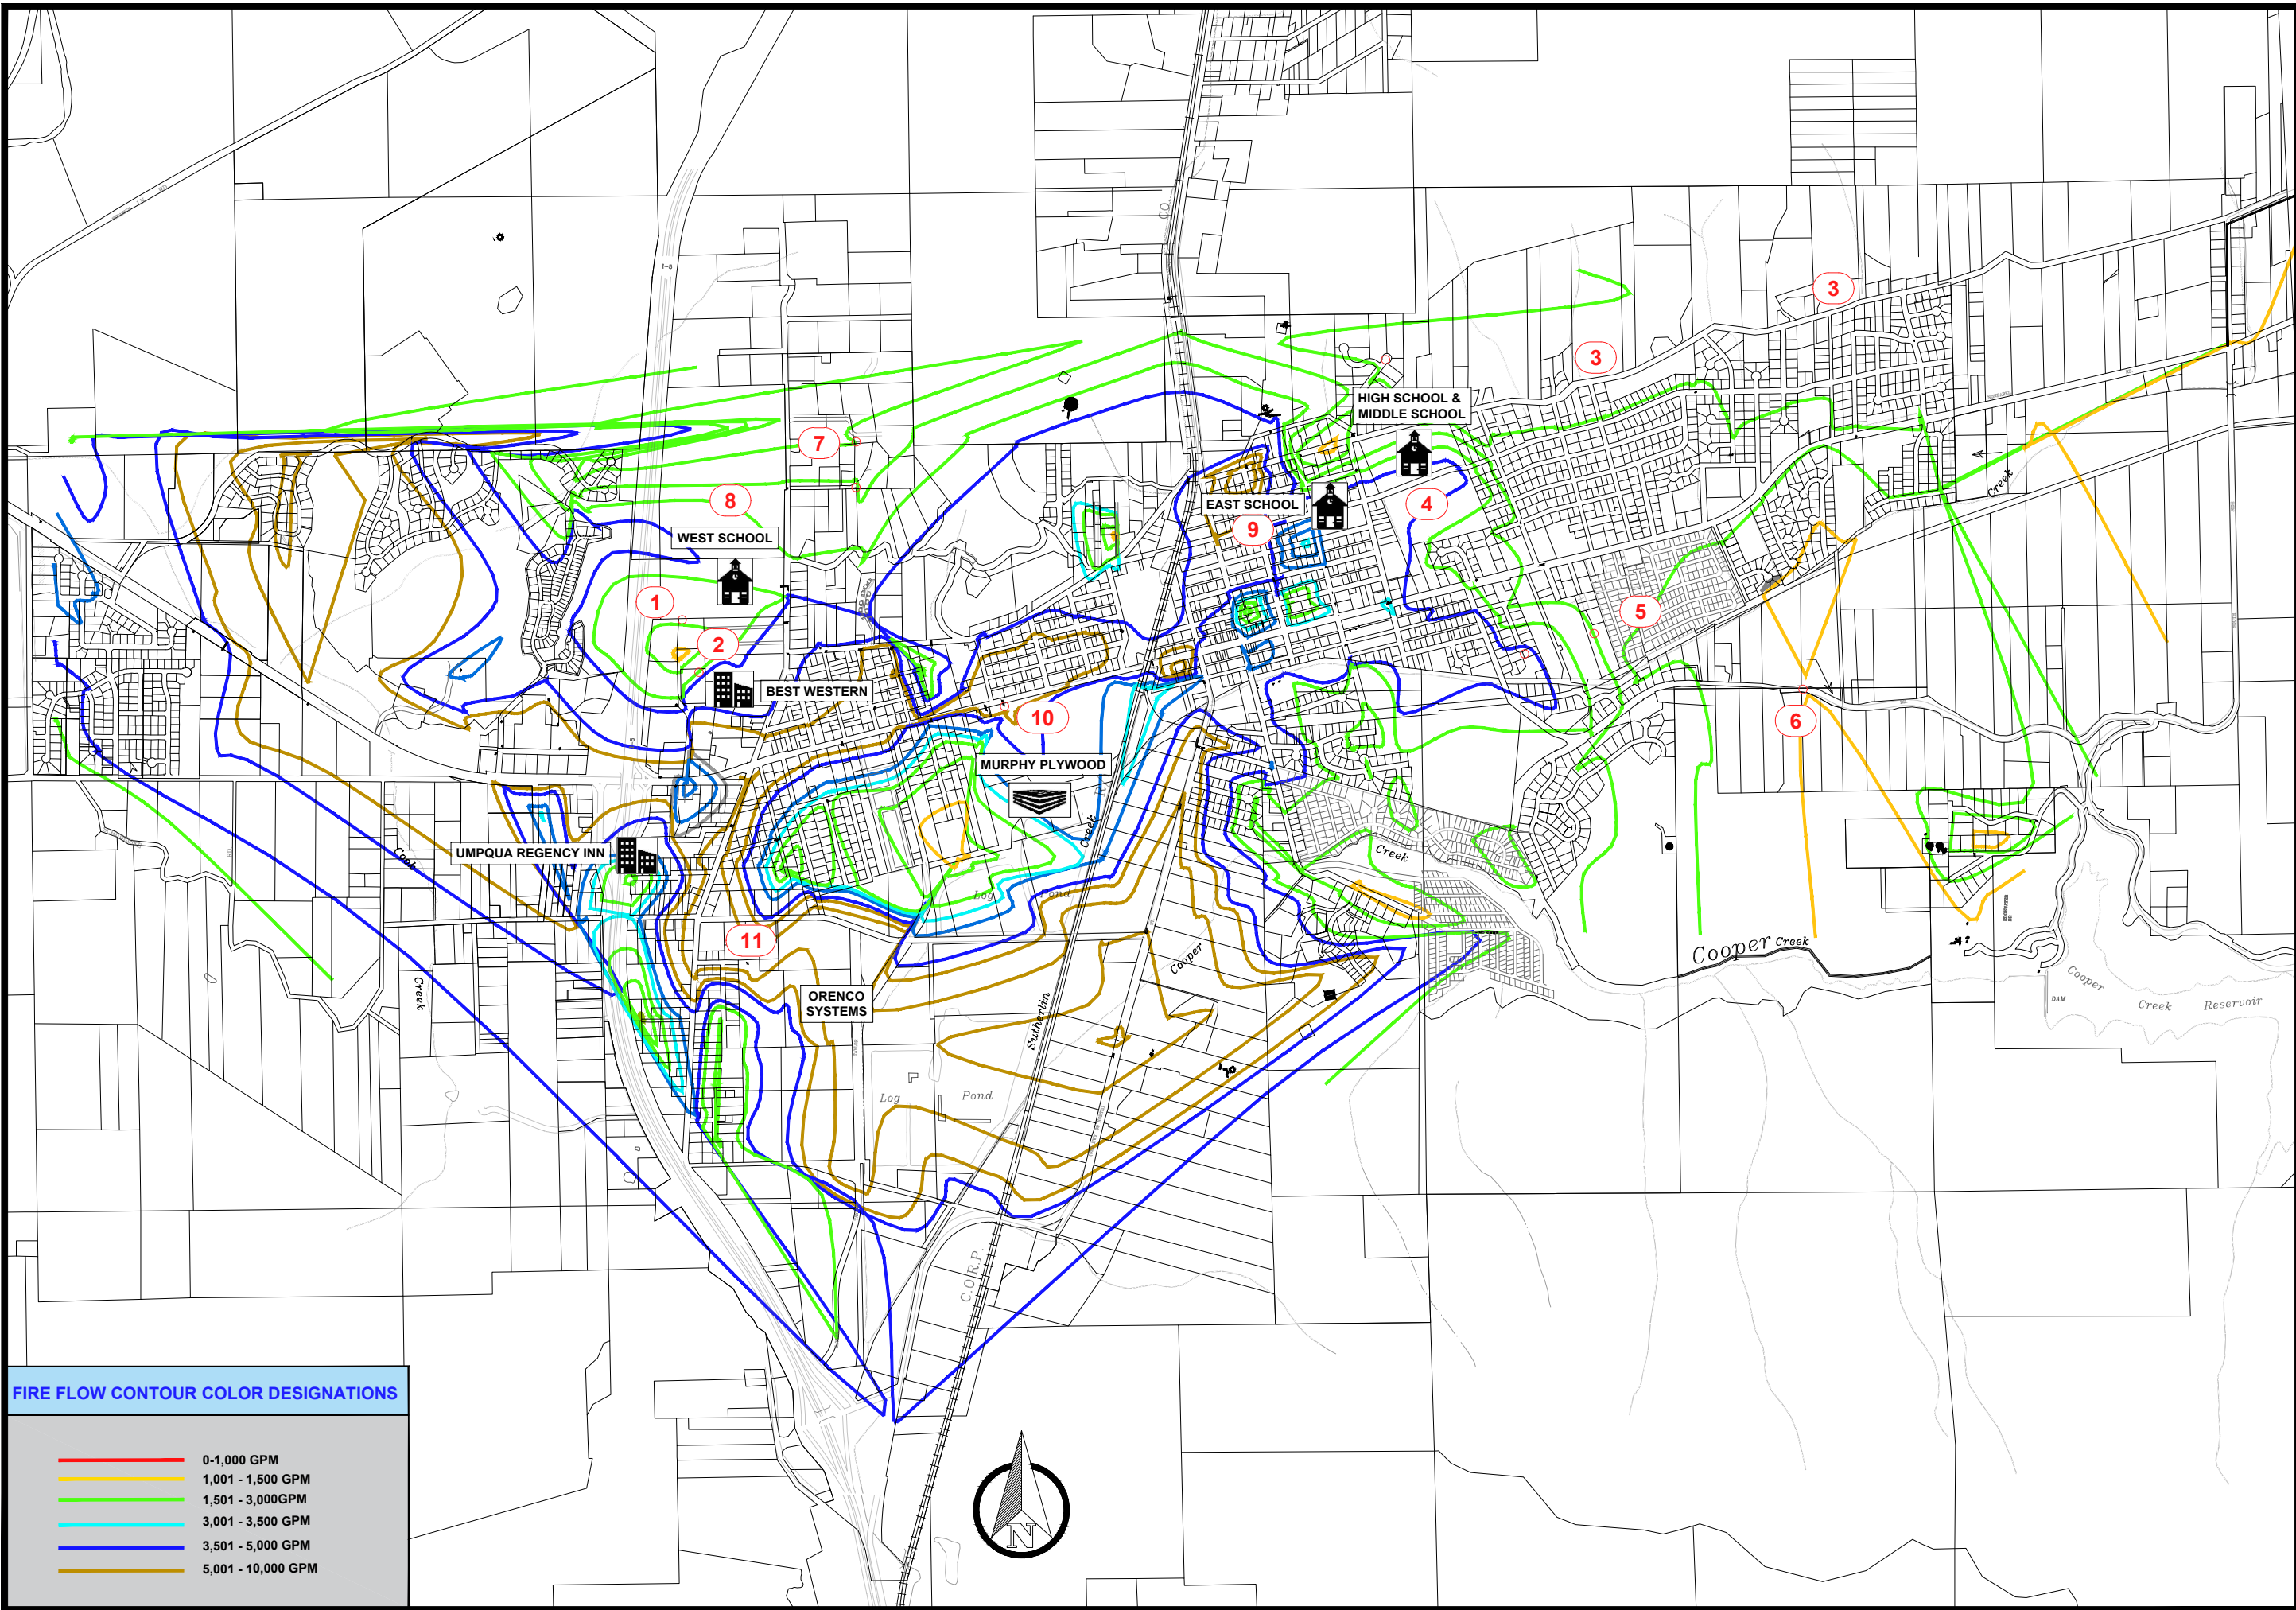 CO.
I-5
3
3
HIGH SCHOOL &
MIDDLE SCHOOL
7
8
EAST SCHOOL
4
9
Creek
WEST SCHOOL
1
2
5
BEST WESTERN
10
6
MURPHY PLYWOOD
Creek
UMPQUA REGENCY INN
Cook
Creek
Log Pond
11
Cooper
Cooper Creek
Creek
ORENCO
SYSTEMS
Sutherlin
DAM
Cooper
Creek Reservoir
Log Pond
C.O.R.P.
FIRE FLOW CONTOUR COLOR DESIGNATIONS
0-1,000 GPM
1,001 - 1,500 GPM
1,501 - 3,000GPM
3,001 - 3,500 GPM
3,501 - 5,000 GPM
5,001 - 10,000 GPM
N